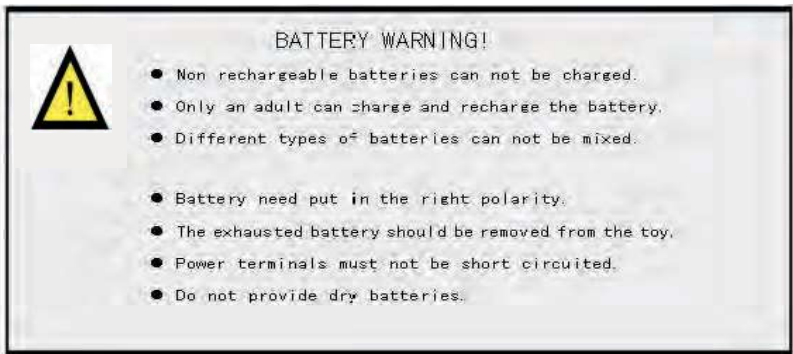 BATTERY WARNING!
● Non rechargeable batteries can not be charged.
● Only an adult can charge and recharge the battery.
● Different types of batteries can not be mixed.
● Battery need put in the right polarity.
● The exhausted battery should be removed from the toy.
● Power terminals must not be short circuited.
● Do not provide dry batteries.